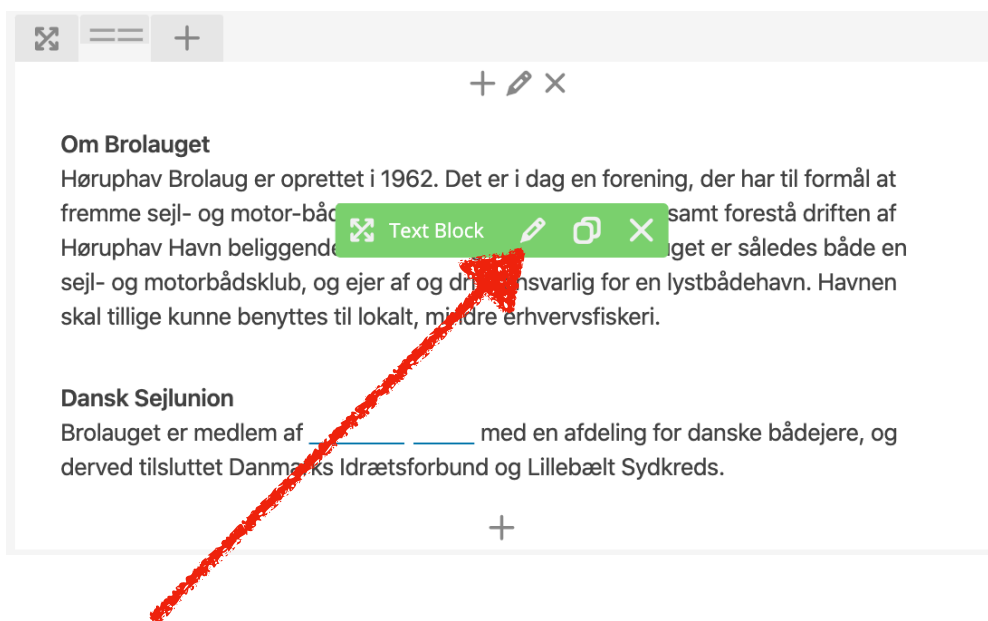 Om Brolauget
Høruphav Brolaug er oprettet i 1962. Det er i dag en forening, der har til formål at
fremme sejl- og motor-båd samt forestå driften af
Text Block
Høruphav Havn beliggende uget er således både en
sejl- og motorbådsklub, og ejer af og driftsansvarlig for en lystbådehavn. Havnen
skal tillige kunne benyttes til lokalt, mindre erhvervsfiskeri.
Dansk Sejlunion
Brolauget er medlem af med en afdeling for danske bådejere, og
derved tilsluttet Danmarks Idrætsforbund og Lillebælt Sydkreds.